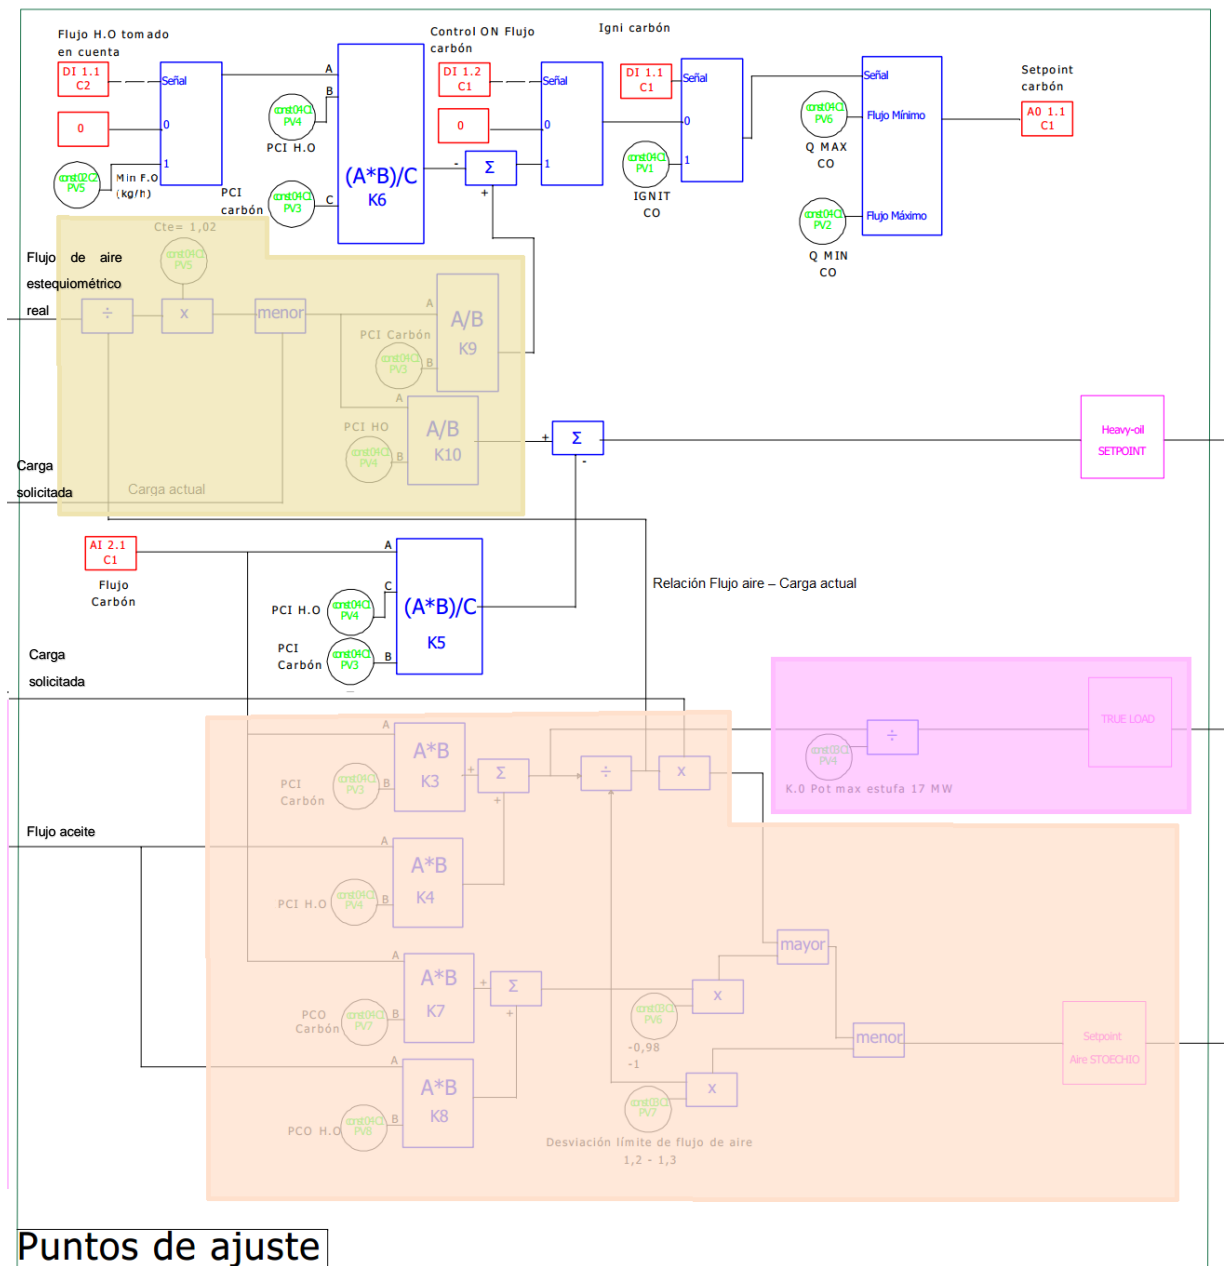 Flujo H.O tomado
en cuenta
DI 1.1
C2
0
const02C2
PV5
Min F.O
(kg/h)
Señal
0
1
A
B
C
const04C1
PV4
PCI H.O
PCI
carbón
const04C1
PV3
(A*B)/C
K6
Control ON Flujo
carbón
DI 1.2
C1
0
-
Σ
+
Señal
0
1
Igni carbón
DI 1.1
C1
const04C1
PV1
IGNIT
CO
Señal
0
1
const04C1
PV6
Q MAX
CO
const04C1
PV2
Q MIN
CO
Señal
Flujo Mínimo
Flujo Máximo
Setpoint
carbón
A0 1.1
C1
Cte= 1,02
const04C1
PV5
Flujo de aire
estequiométrico
real
÷
x
menor
A
PCI Carbón
const04C1
PV3
B
A/B
K9
A
PCI HO
const04C1
PV4
B
A/B
K10
+
Σ
-
Heavy-oil
SETPOINT
Carga
solicitada
Carga actual
AI 2.1
C1
Flujo
Carbón
A
C
B
PCI H.O
const04C1
PV4
PCI
Carbón
const04C1
PV3
(A*B)/C
K5
Relación Flujo aire – Carga actual
Carga
solicitada
A
PCI
Carbón
const04C1
PV3
B
A*B
K3
+
Σ
+
÷
x
const03C1
PV4
÷
TRUE LOAD
K.0 Pot max estufa 17 MW
Flujo aceite
A
PCI H.O
const04C1
PV4
B
A*B
K4
A
PCO
Carbón
const04C1
PV7
B
A*B
K7
+
Σ
+
const03C1
PV6
-0,98
-1
x
mayor
menor
Setpoint
Aire STOECHIO
A
PCO H.O
const04C1
PV8
B
A*B
K8
const03C1
PV7
x
Desviación límite de flujo de aire
1,2 - 1,3
Puntos de ajuste